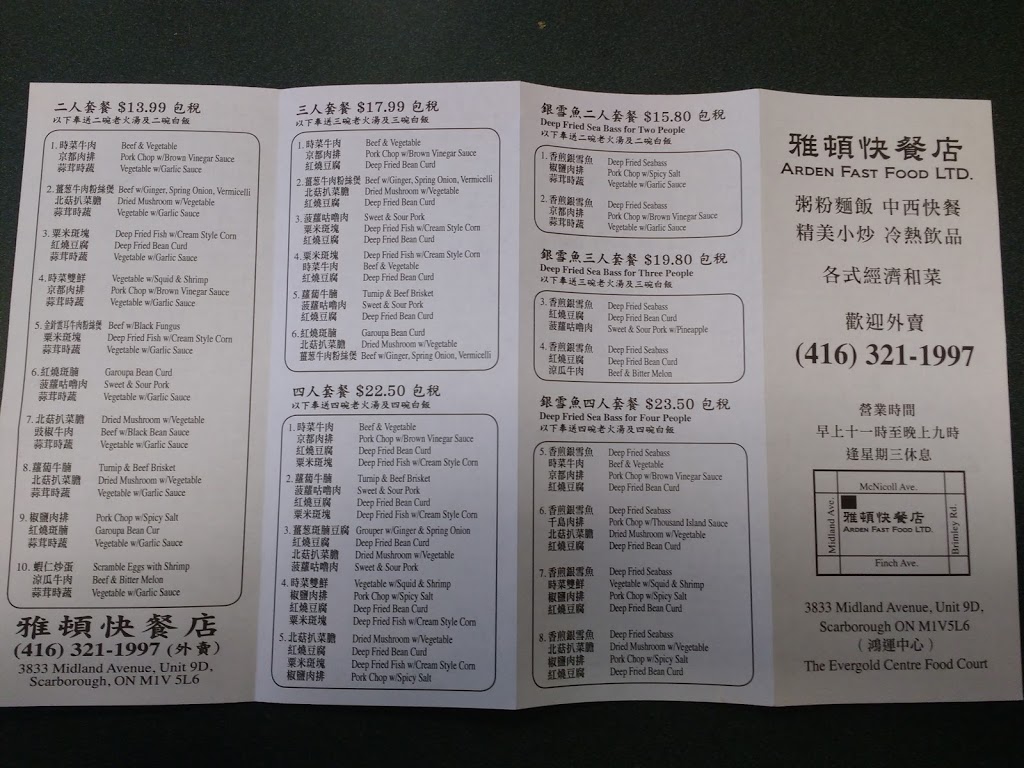 二人套餐 $13.99 包稅
以下奉送二碗老火湯及二碗白飯
1. 時菜牛肉 Beef & Vegetable
京都肉排 Pork Chop w/Brown Vinegar Sauce
蒜茸時蔬 Vegetable w/Garlic Sauce
2. 薑葱牛肉粉絲煲 Beef w/Ginger, Spring Onion, Vermicelli
北菇扒菜膽 Dried Mushroom w/Vegetable
蒜茸時蔬 Vegetable w/Garlic Sauce
3. 粟米斑塊 Deep Fried Fish w/Cream Style Corn
紅燒豆腐 Deep Fried Bean Curd
蒜茸時蔬 Vegetable w/Garlic Sauce
4. 時菜雙鮮 Vegetable w/Squid & Shrimp
京都肉排 Pork Chop w/Brown Vinegar Sauce
蒜茸時蔬 Vegetable w/Garlic Sauce
5. 金針雲耳牛肉粉絲煲 Beef w/Black Fungus
粟米斑塊 Deep Fried Fish w/Cream Style Corn
蒜茸時蔬 Vegetable w/Garlic Sauce
6. 紅燒斑腩 Garoupa Bean Curd
菠蘿咕嚕肉 Sweet & Sour Pork
蒜茸時蔬 Vegetable w/Garlic Sauce
7. 北菇扒菜膽 Dried Mushroom w/Vegetable
豉椒牛肉 Beef w/Black Bean Sauce
蒜茸時蔬 Vegetable w/Garlic Sauce
8. 蘿蔔牛腩 Turnip & Beef Brisket
北菇扒菜膽 Dried Mushroom w/Vegetable
蒜茸時蔬 Vegetable w/Garlic Sauce
9. 椒鹽肉排 Pork Chop w/Spicy Salt
紅燒斑腩 Garoupa Bean Cur
蒜茸時蔬 Vegetable w/Garlic Sauce
10. 蝦仁炒蛋 Scramble Eggs with Shrimp
涼瓜牛肉 Beef & Bitter Melon
蒜茸時蔬 Vegetable w/Garlic Sauce
雅頓快餐店
(416) 321-1997 (外賣)
3833 Midland Avenue, Unit 9D,
Scarborough, ON M1V 5L6
三人套餐 $17.99 包稅
以下奉送三碗老火湯及三碗白飯
1. 時菜牛肉 Beef & Vegetable
京都肉排 Pork Chop w/Brown Vinegar Sauce
紅燒豆腐 Deep Fried Bean Curd
2. 薑葱牛肉粉絲煲 Beef w/Ginger, Spring Onion, Vermicelli
北菇扒菜膽 Dried Mushroom w/Vegetable
紅燒豆腐 Deep Fried Bean Curd
3. 菠蘿咕嚕肉 Sweet & Sour Pork
粟米斑塊 Deep Fried Fish w/Cream Style Corn
紅燒豆腐 Deep Fried Bean Curd
4. 粟米斑塊 Deep Fried Fish w/Cream Style Corn
時菜牛肉 Beef & Vegetable
紅燒豆腐 Deep Fried Bean Curd
5. 蘿蔔牛腩 Turnip & Beef Brisket
菠蘿咕嚕肉 Sweet & Sour Pork
紅燒豆腐 Deep Fried Bean Curd
6. 紅燒斑腩 Garoupa Bean Curd
北菇扒菜膽 Dried Mushroom w/Vegetable
薑葱牛肉粉絲煲 Beef w/Ginger, Spring Onion, Vermicelli
四人套餐 $22.50 包稅
以下奉送四碗老火湯及四碗白飯
1. 時菜牛肉 Beef & Vegetable
京都肉排 Pork Chop w/Brown Vinegar Sauce
紅燒豆腐 Deep Fried Bean Curd
粟米斑塊 Deep Fried Fish w/Cream Style Corn
2. 蘿蔔牛腩 Turnip & Beef Brisket
菠蘿咕嚕肉 Sweet & Sour Pork
紅燒豆腐 Deep Fried Bean Curd
粟米斑塊 Deep Fried Fish w/Cream Style Corn
3. 薑葱斑腩豆腐 Grouper w/Ginger & Spring Onion
紅燒豆腐 Deep Fried Bean Curd
北菇扒菜膽 Dried Mushroom w/Vegetable
菠蘿咕嚕肉 Sweet & Sour Pork
4. 時菜雙鮮 Vegetable w/Squid & Shrimp
椒鹽肉排 Pork Chop w/Spicy Salt
紅燒豆腐 Deep Fried Bean Curd
粟米斑塊 Deep Fried Fish w/Cream Style Corn
5. 北菇扒菜膽 Dried Mushroom w/Vegetable
紅燒豆腐 Deep Fried Bean Curd
粟米斑塊 Deep Fried Fish w/Cream Style Corn
椒鹽肉排 Pork Chop w/Spicy Salt
銀雪魚二人套餐 $15.80 包稅
Deep Fried Sea Bass for Two People
以下奉送二碗老火湯及二碗白飯
1. 香煎銀雪魚 Deep Fried Seabass
椒鹽肉排 Pork Chop w/Spicy Salt
蒜茸時蔬 Vegetable w/Garlic Sauce
2. 香煎銀雪魚 Deep Fried Seabass
京都肉排 Pork Chop w/Brown Vinegar Sauce
蒜茸時蔬 Vegetable w/Garlic Sauce
銀雪魚三人套餐 $19.80 包稅
Deep Fried Sea Bass for Three People
以下奉送三碗老火湯及三碗白飯
3. 香煎銀雪魚 Deep Fried Seabass
紅燒豆腐 Deep Fried Bean Curd
菠蘿咕嚕肉 Sweet & Sour Pork w/Pineapple
4. 香煎銀雪魚 Deep Fried Seabass
紅燒豆腐 Deep Fried Bean Curd
涼瓜牛肉 Beef & Bitter Melon
銀雪魚四人套餐 $23.50 包稅
Deep Fried Sea Bass for Four People
以下奉送四碗老火湯及四碗白飯
5. 香煎銀雪魚 Deep Fried Seabass
時菜牛肉 Beef & Vegetable
京都肉排 Pork Chop w/Brown Vinegar Sauce
紅燒豆腐 Deep Fried Bean Curd
6. 香煎銀雪魚 Deep Fried Seabass
千島肉排 Pork Chop w/Thousand Island Sauce
北菇扒菜膽 Dried Mushroom w/Vegetable
紅燒豆腐 Deep Fried Bean Curd
7. 香煎銀雪魚 Deep Fried Seabass
時菜雙鮮 Vegetable w/Squid & Shrimp
椒鹽肉排 Pork Chop w/Spicy Salt
紅燒豆腐 Deep Fried Bean Curd
8. 香煎銀雪魚 Deep Fried Seabass
北菇扒菜膽 Dried Mushroom w/Vegetable
椒鹽肉排 Pork Chop w/Spicy Salt
紅燒豆腐 Deep Fried Bean Curd
雅頓快餐店
ARDEN FAST FOOD LTD.
粥粉麵飯 中西快餐
精美小炒 冷熱飲品
各式經濟和菜
歡迎外賣
(416) 321-1997
營業時間
早上十一時至晚上九時
逢星期三休息
McNicoll Ave.
Midland Ave.
雅頓快餐店
ARDEN FAST FOOD LTD.
Brimley Rd.
Finch Ave.
3833 Midland Avenue, Unit 9D,
Scarborough ON M1V5L6
(鴻運中心)
The Evergold Centre Food Court